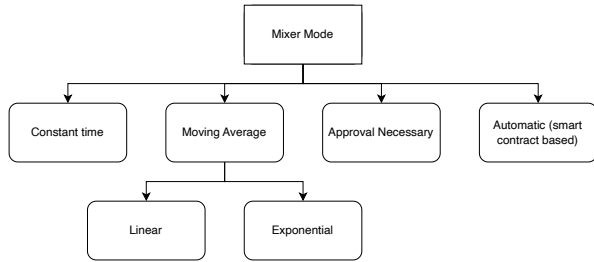 Mixer Mode
Constant time
Moving Average
Approval Necessary
Automatic (smart
contract based)
Linear
Exponential